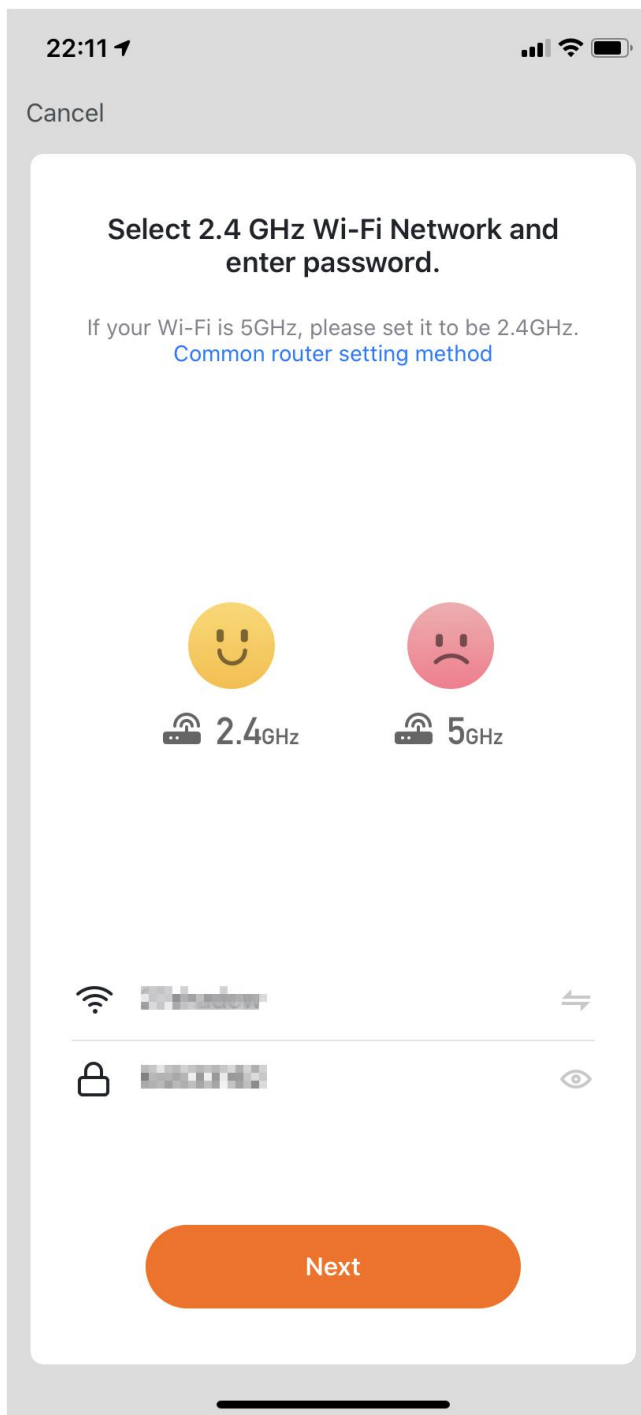 22:11
Cancel
Select 2.4 GHz Wi-Fi Network and
enter password.
If your Wi-Fi is 5GHz, please set it to be 2.4GHz.
Common router setting method
2.4GHz
5GHz
Next